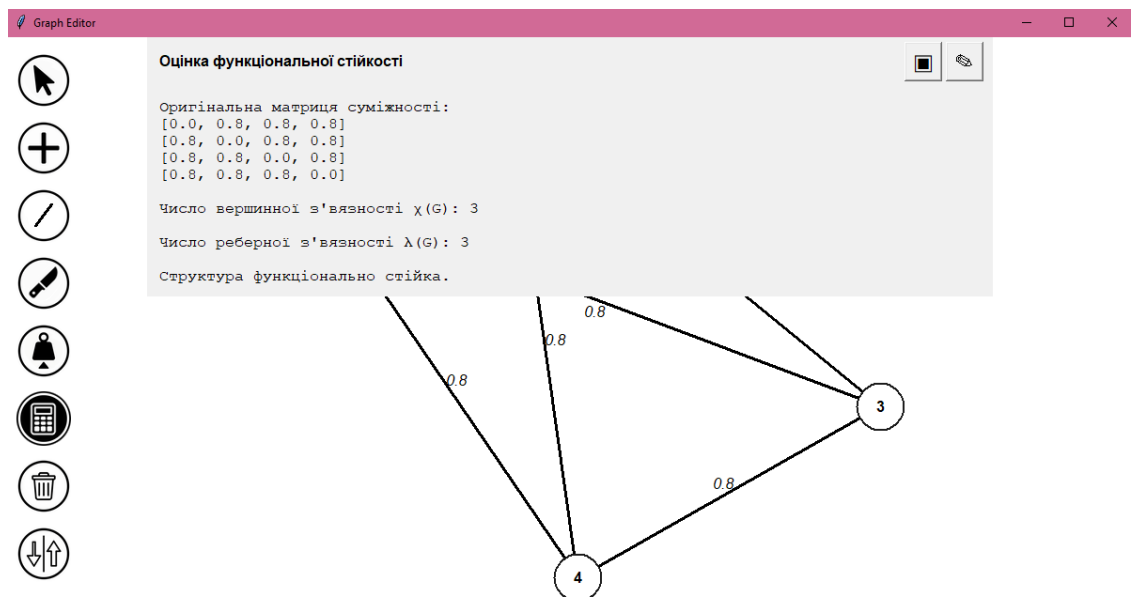 Graph Editor
Оцінка функціональної стійкості
Оригінальна матриця суміжності:
[0.0, 0.8, 0.8, 0.8]
[0.8, 0.0, 0.8, 0.8]
[0.8, 0.8, 0.0, 0.8]
[0.8, 0.8, 0.8, 0.0]
Число вершинної з'вязності χ(G): 3
Число реберної з'вязності λ(G): 3
Структура функціонально стійка.
0.8
0.8
0.8
3
0.8
4